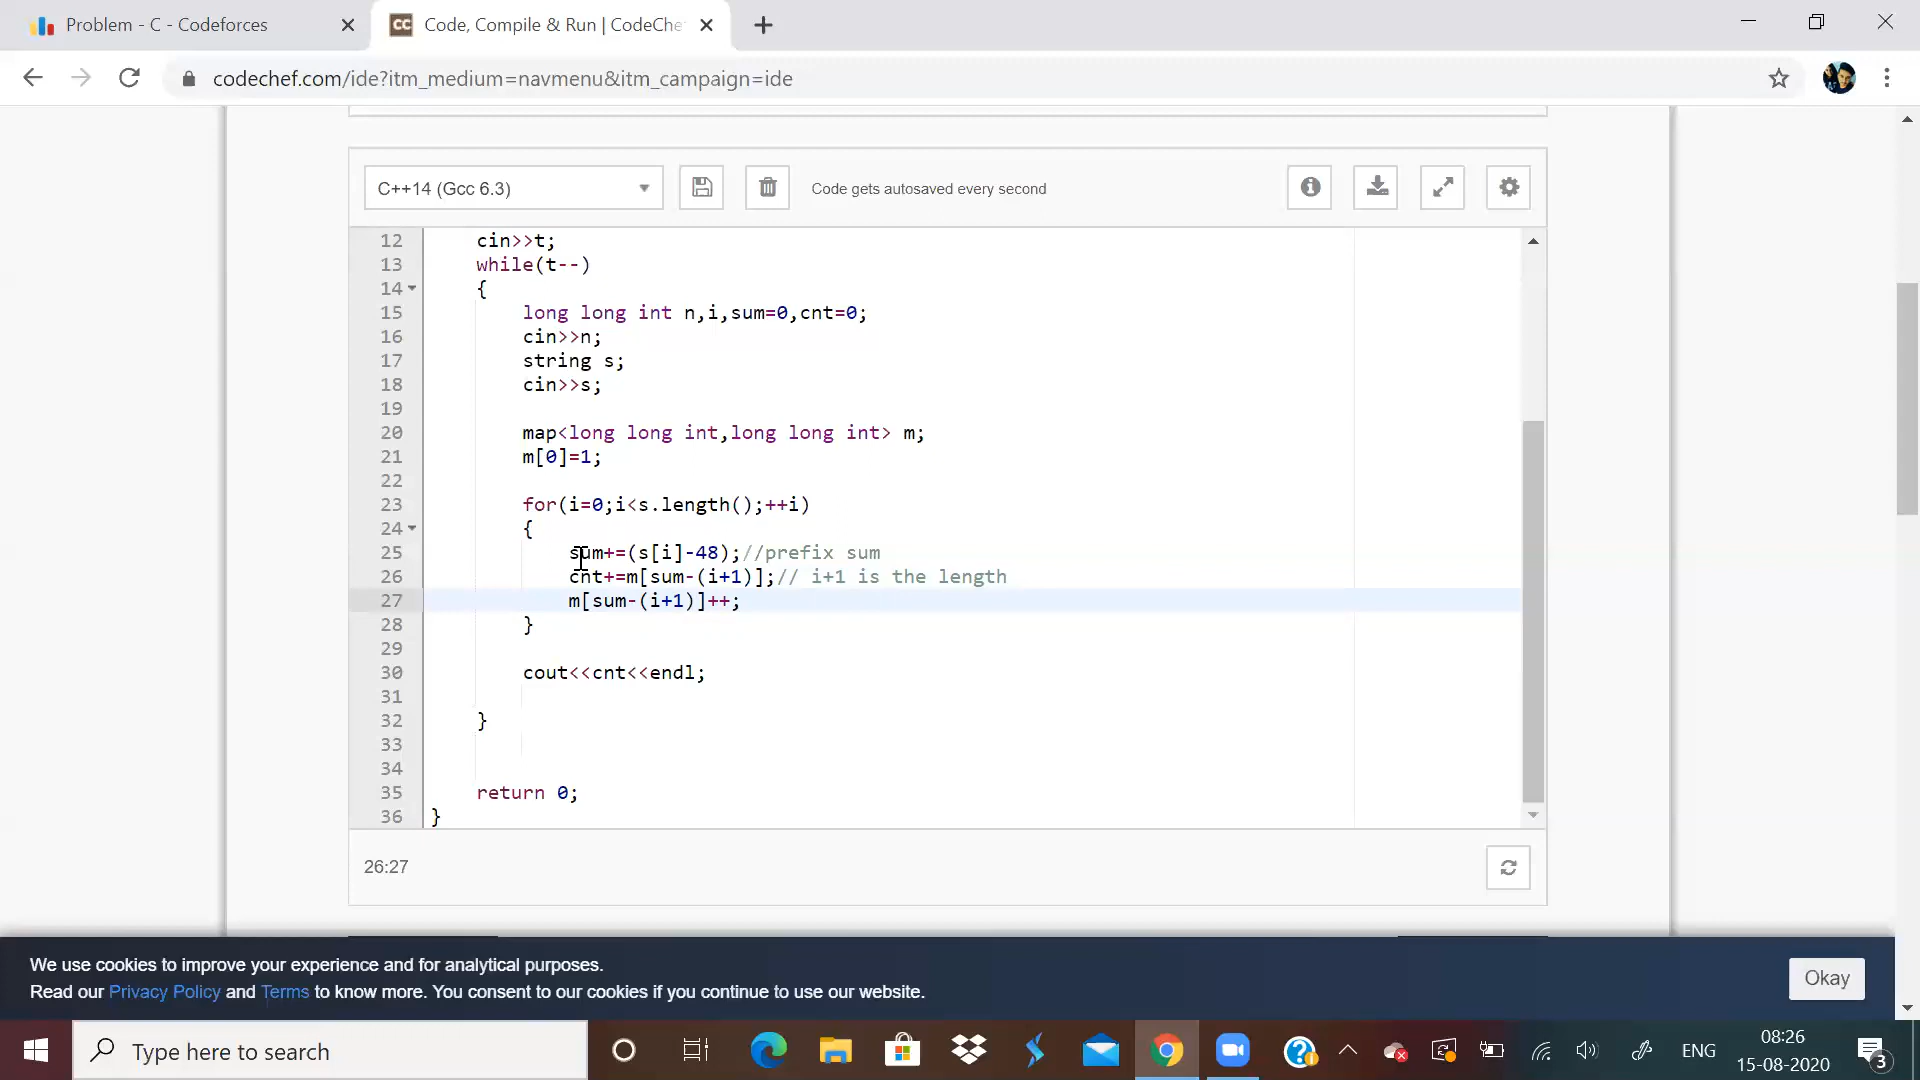 Problem - C - Codeforces
Code, Compile & Run | CodeChe
codechef.com/ide?itm_medium=navmenu&itm_campaign=ide
C++14 (Gcc 6.3)
Code gets autosaved every second
12 cin>>t;
13 while(t--)
14 {
15 long long int n,i,sum=0,cnt=0;
16 cin>>n;
17 string s;
18 cin>>s;
19
20 map<long long int,long long int> m;
21 m[0]=1;
22
23 for(i=0;i<s.length();++i)
24 {
25 sum+=(s[i]-48);//prefix sum
26 cnt+=m[sum-(i+1)];// i+1 is the length
27 m[sum-(i+1)]++;
28 }
29
30 cout<<cnt<<endl;
31
32 }
33
34
35 return 0;
36 }
26:27
We use cookies to improve your experience and for analytical purposes.
Read our Privacy Policy and Terms to know more. You consent to our cookies if you continue to use our website.
Okay
Type here to search
ENG
08:26
15-08-2020
3